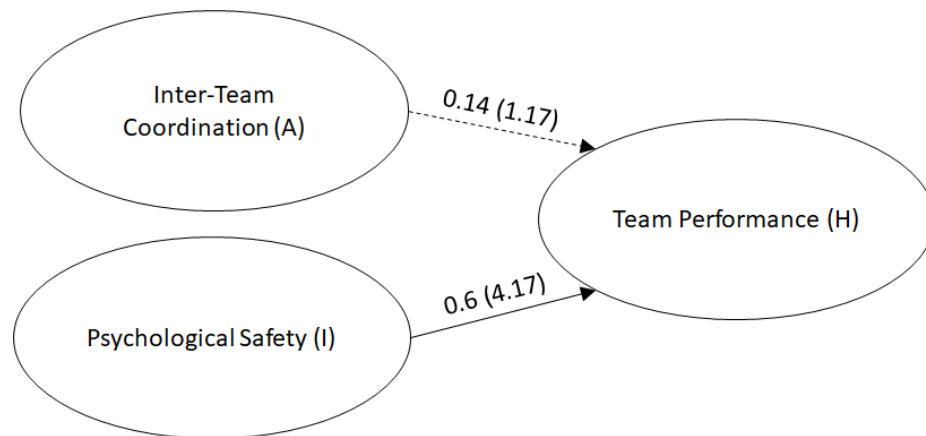 Inter-Team
Coordination (A)
0.14 (1.17)
Team Performance (H)
0.6 (4.17)
Psychological Safety (I)